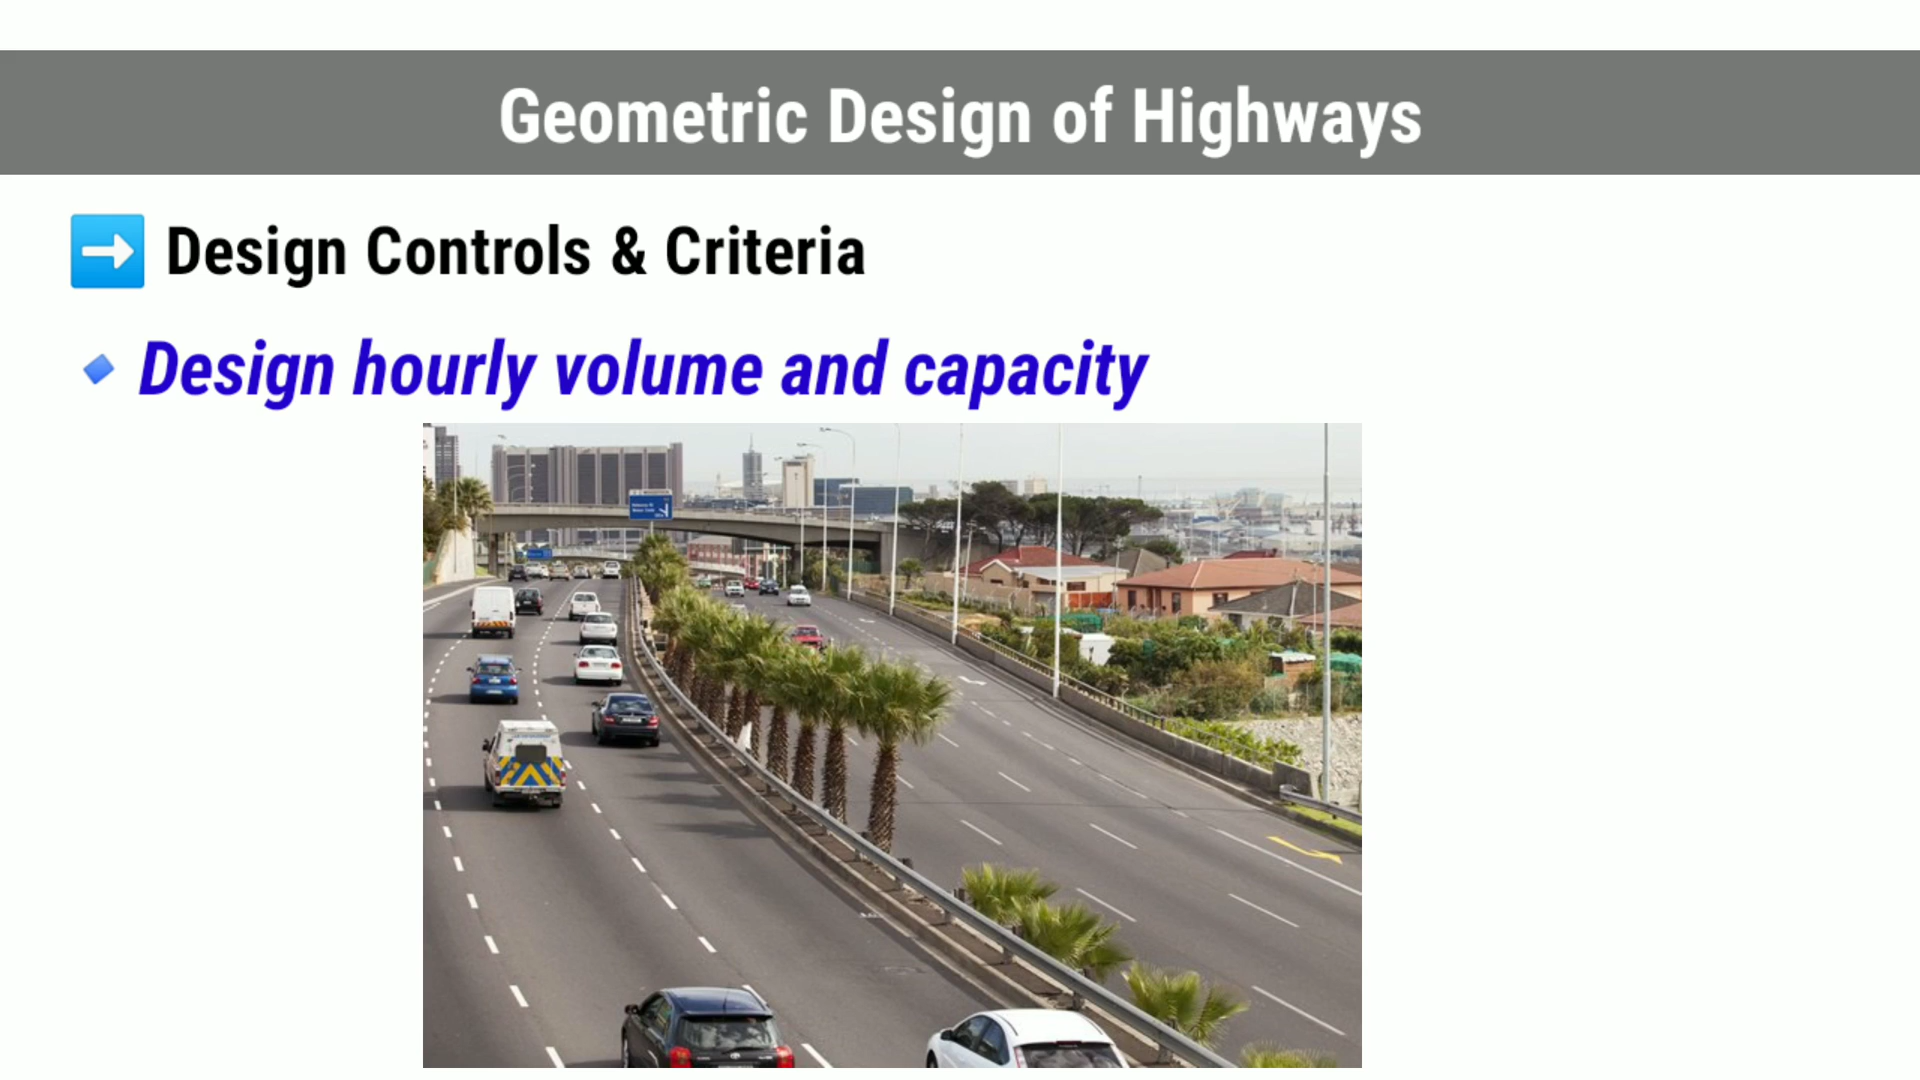 Geometric Design of Highways
Design Controls & Criteria
Design hourly volume and capacity